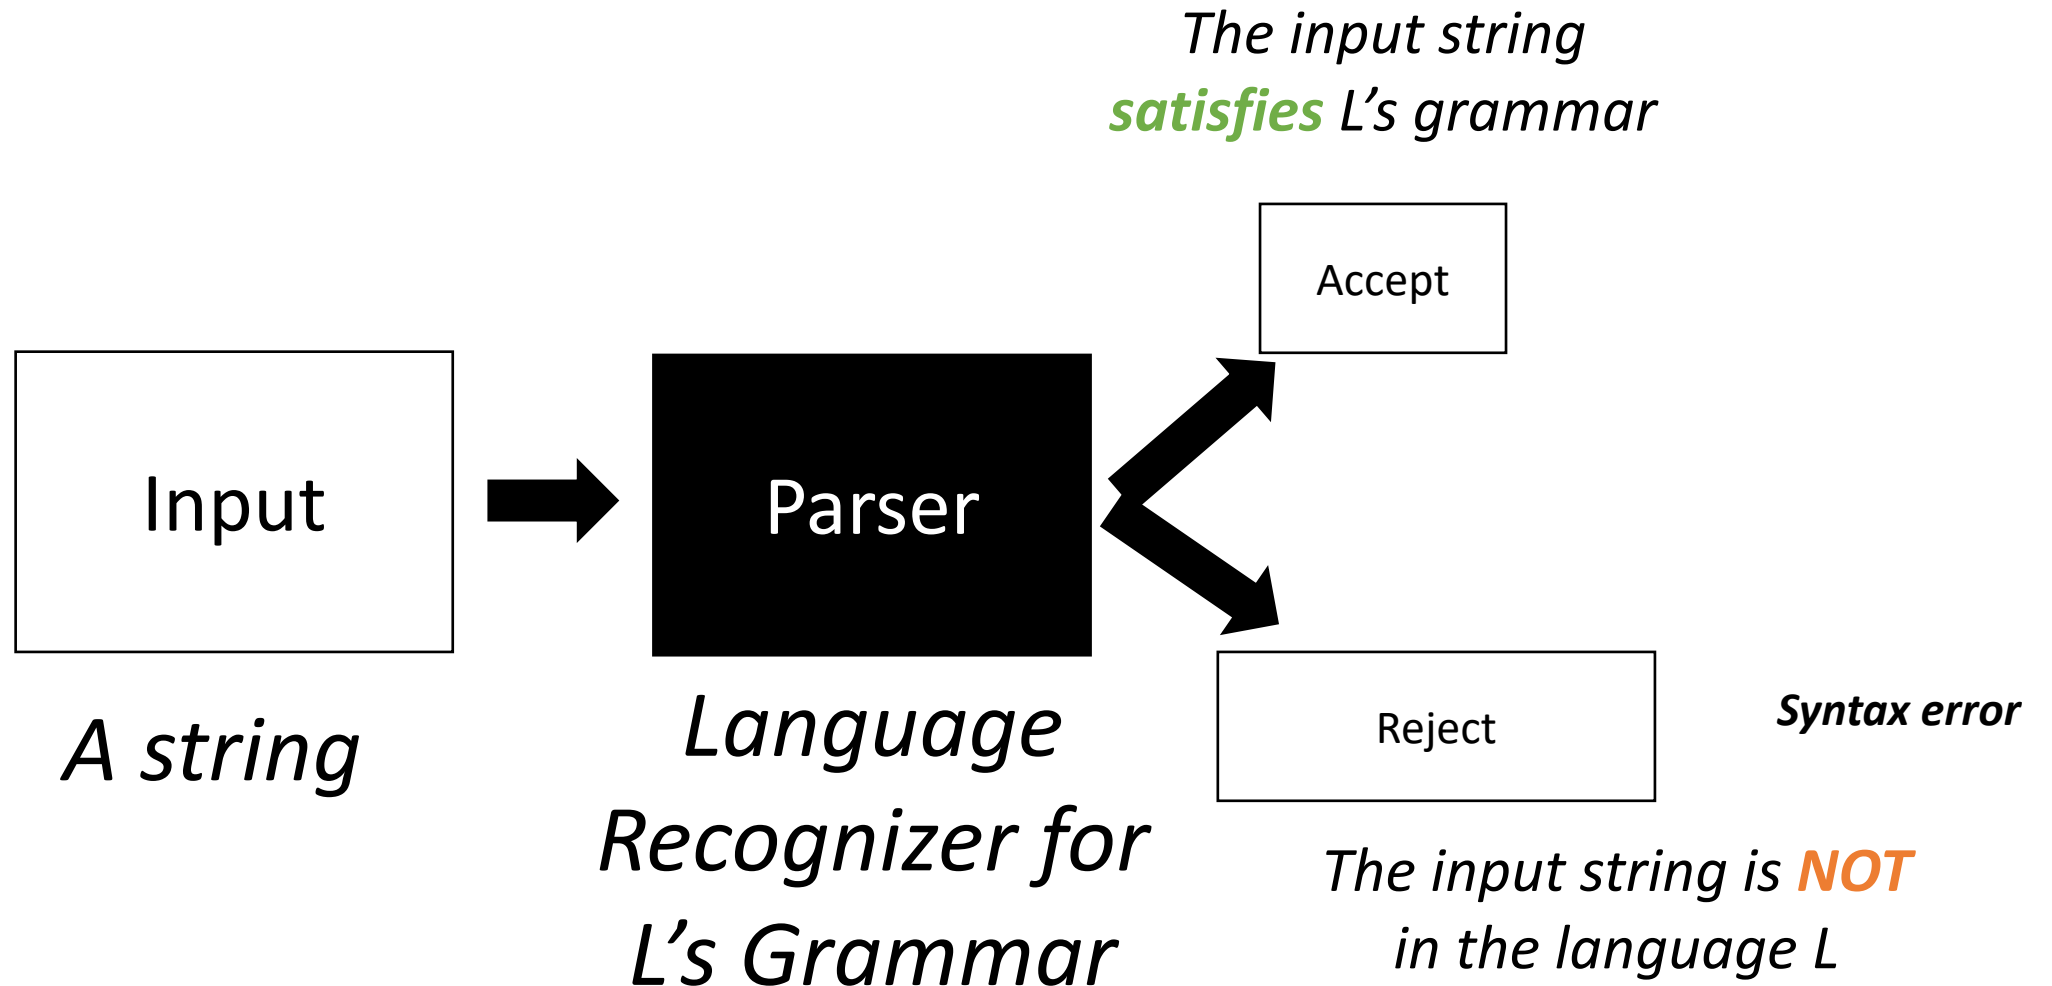 The input string
satisfies L’s grammar
Accept
Input
Parser
A string
Language
Recognizer for
L’s Grammar
Reject
Syntax error
The input string is NOT
in the language L